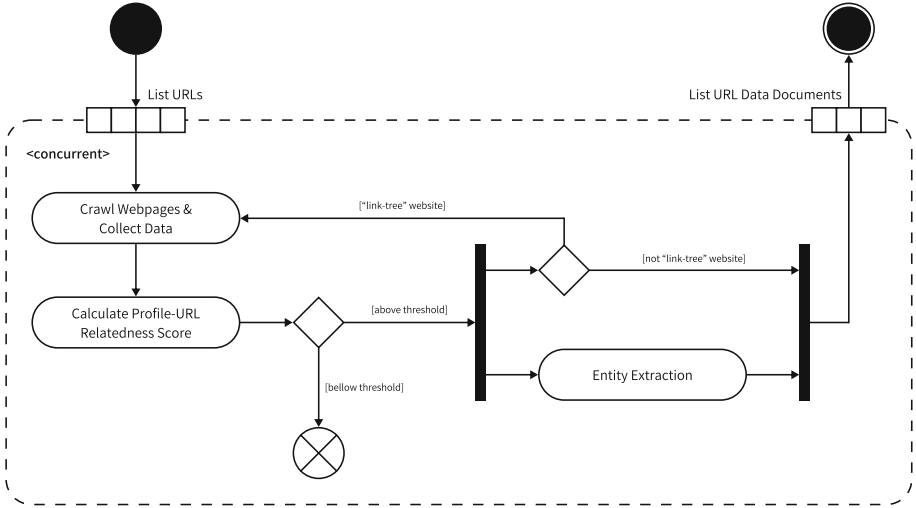 List URLs
List URL Data Documents
<concurrent>
Crawl Webpages &
Collect Data
["link-tree" website]
[not “link-tree” website]
Calculate Profile-URL
Relatedness Score
[above threshold]
Entity Extraction
[bellow threshold]